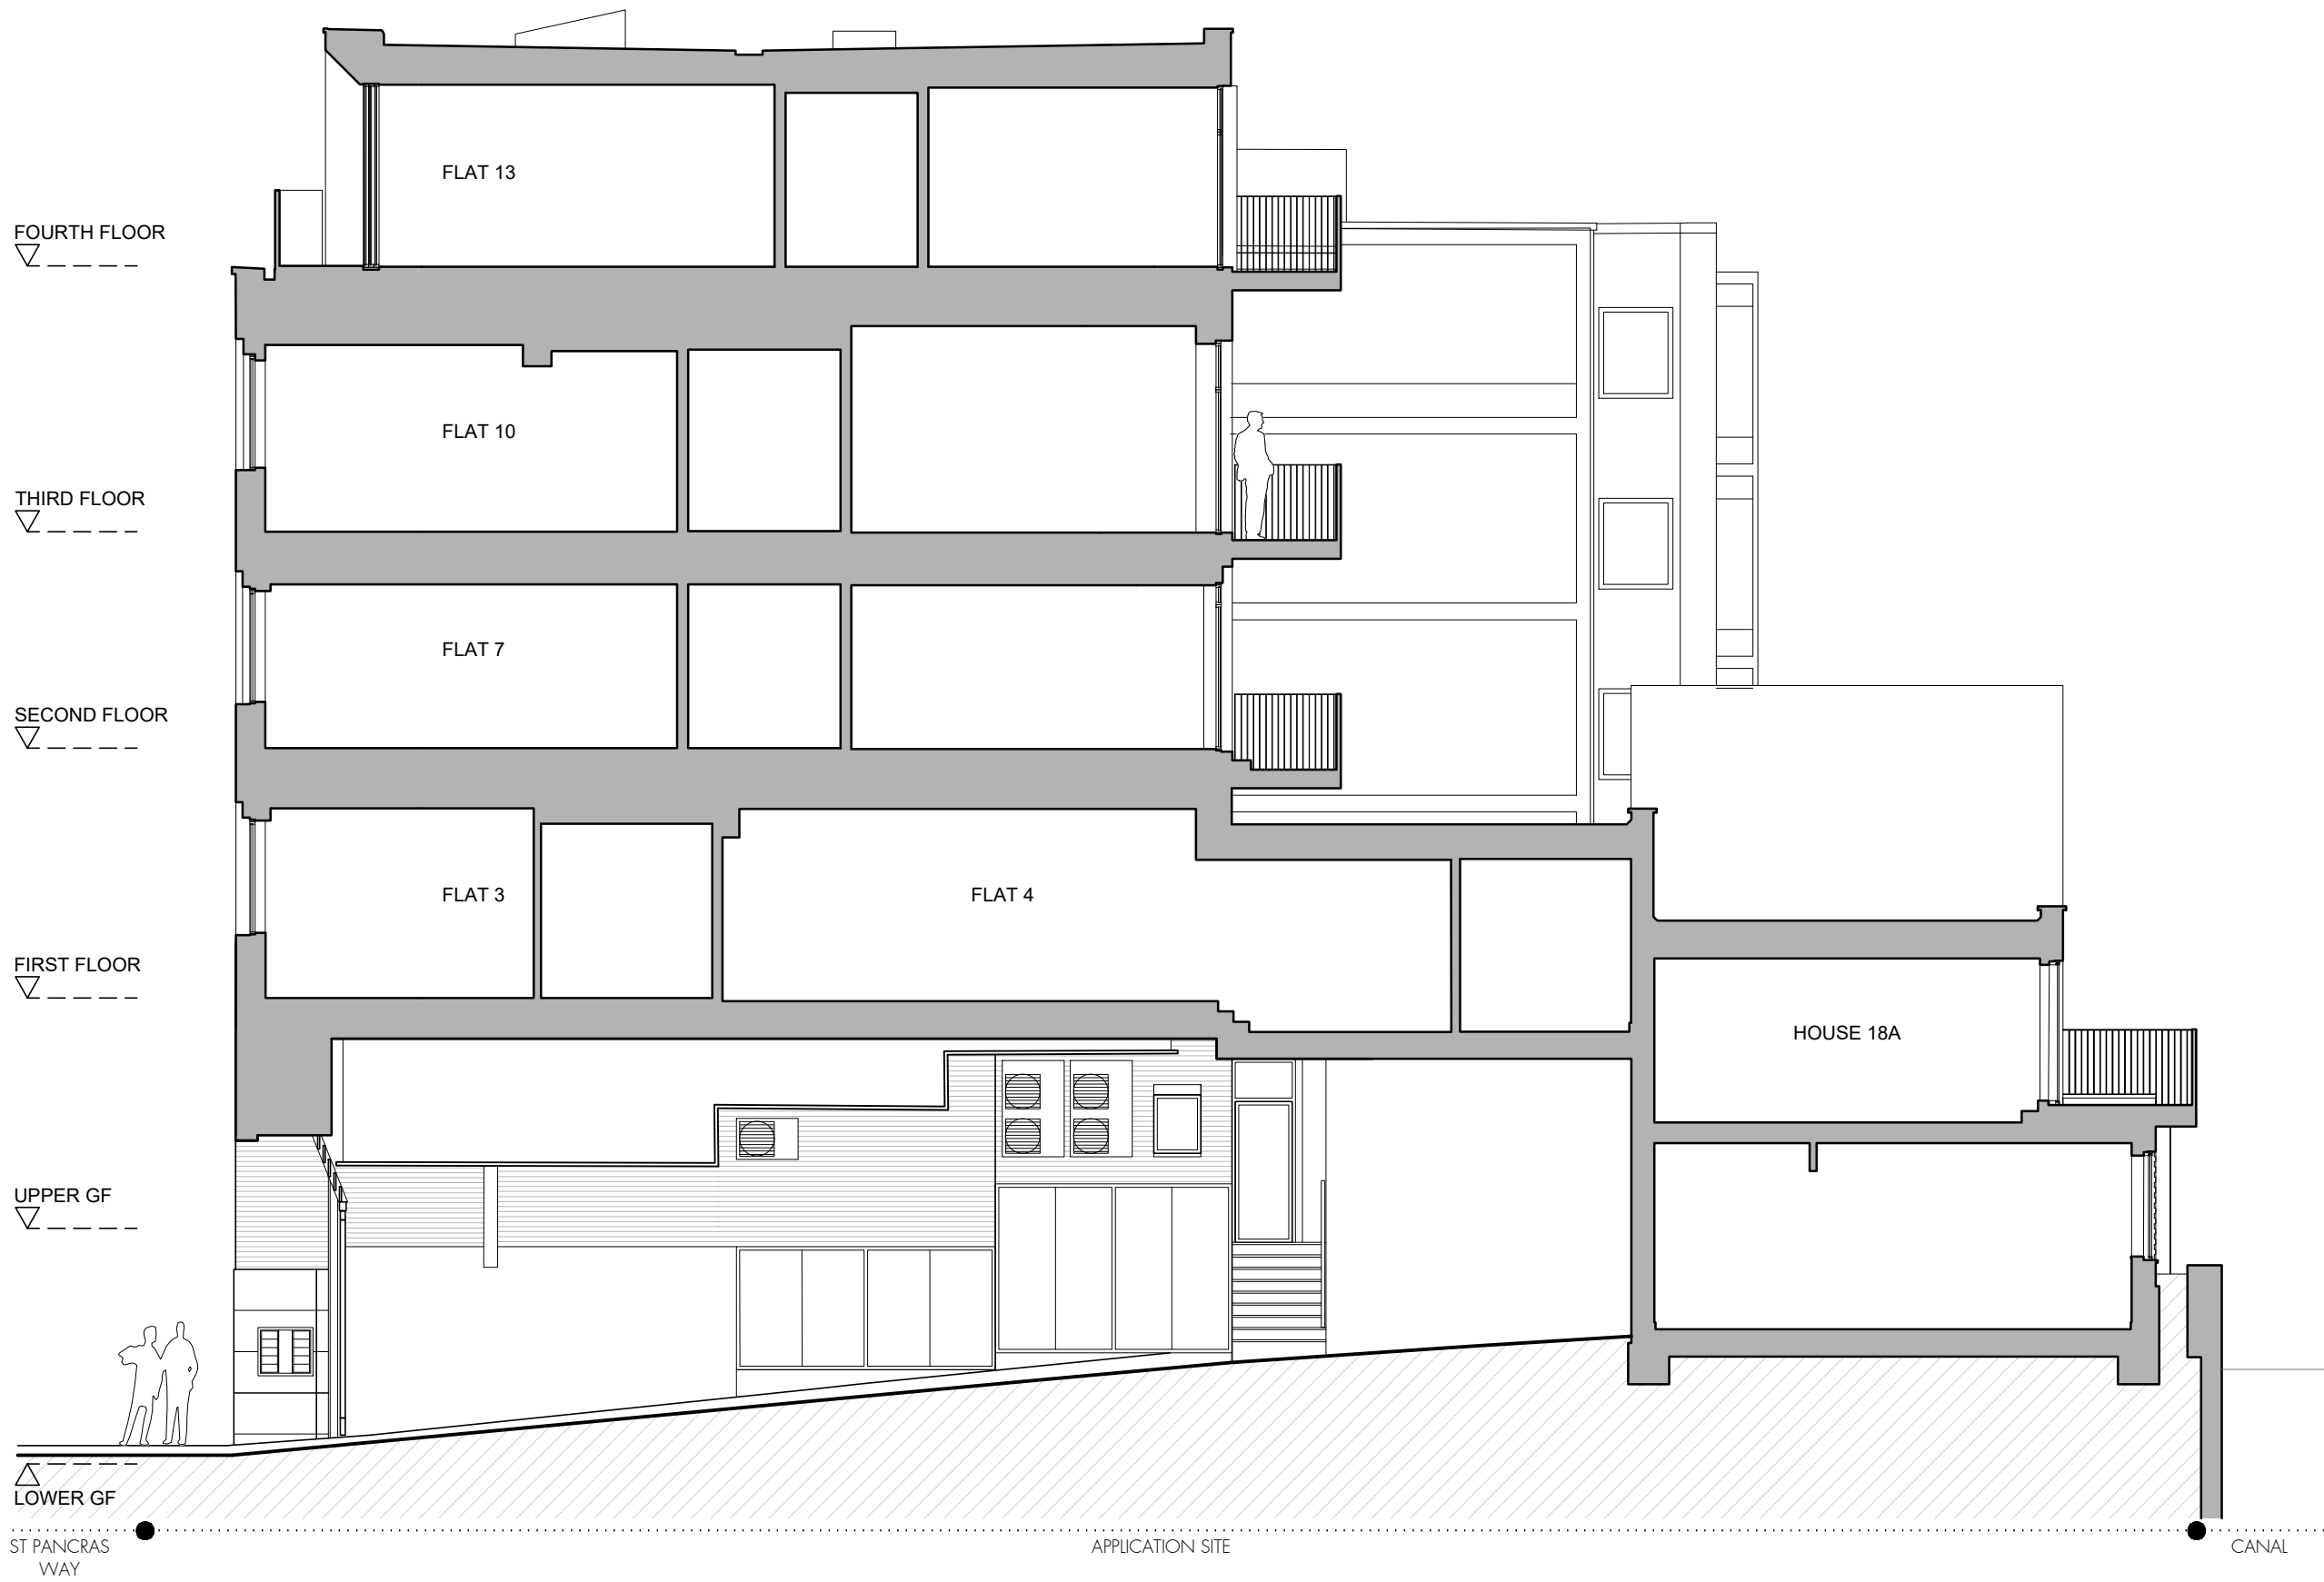 FLAT 13
FOURTH FLOOR
FLAT 10
THIRD FLOOR
FLAT 7
SECOND FLOOR
FLAT 3
FLAT 4
FIRST FLOOR
HOUSE 18A
UPPER GF
LOWER GF
ST PANCRAS
WAY
APPLICATION SITE
CANAL